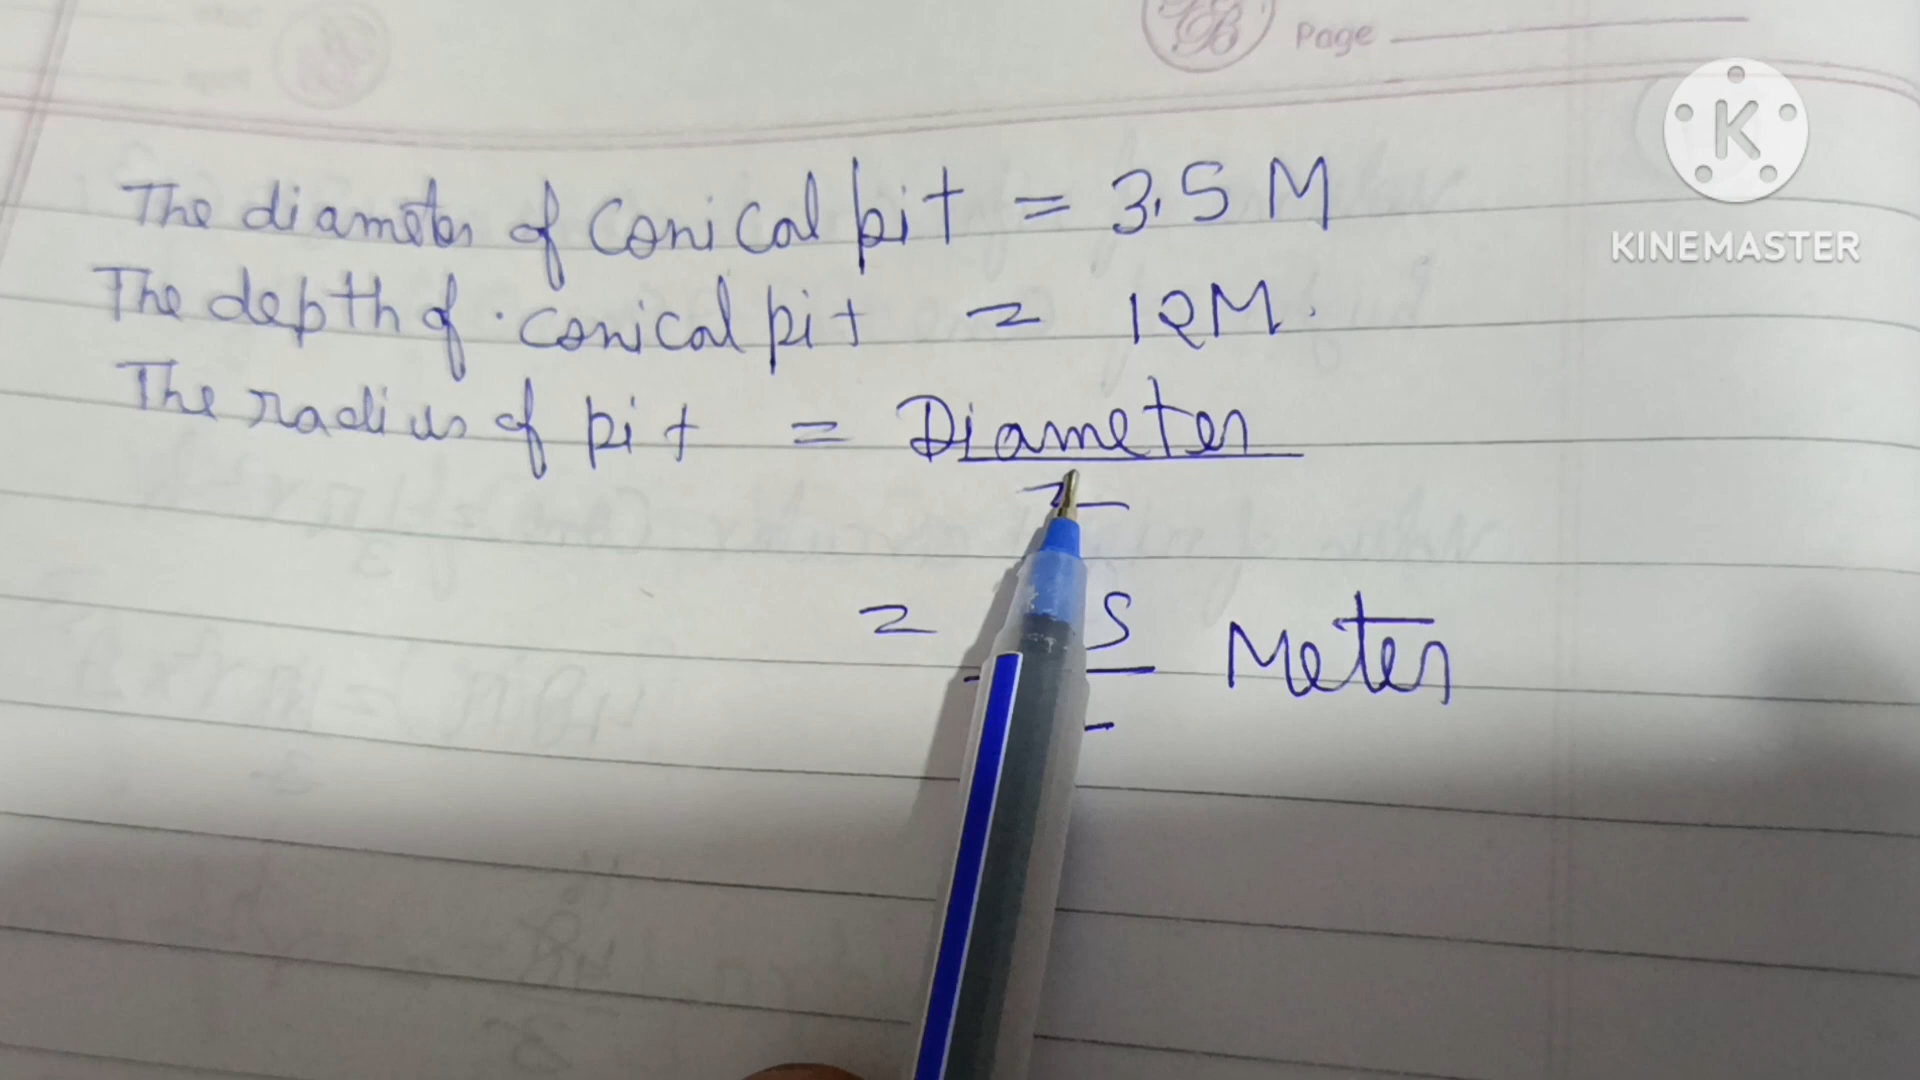 Page
K
KINEMASTER
The diameter of Conical pit = 3.5 M
The depth of . conical pit = 12M.
The radius of pit = Diameter
2
= 5 Meter